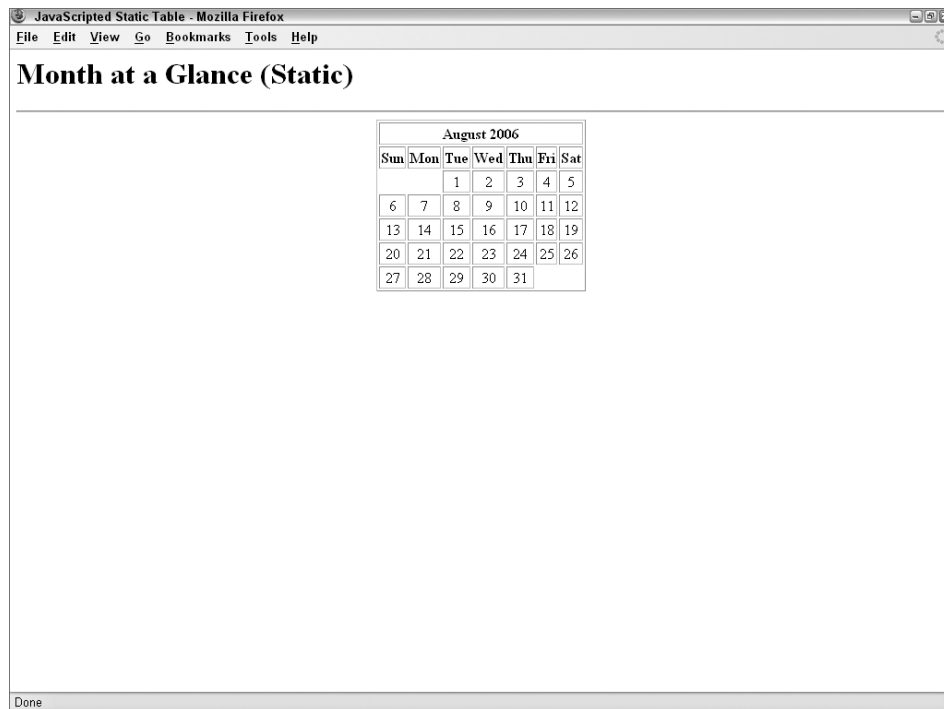 JavaScripted Static Table - Mozilla Firefox
File Edit View Go Bookmarks Tools Help
Month at a Glance (Static)
August 2006
Sun Mon Tue Wed Thu Fri Sat
1 2 3 4 5
6 7 8 9 10 11 12
13 14 15 16 17 18 19
20 21 22 23 24 25 26
27 28 29 30 31
Done